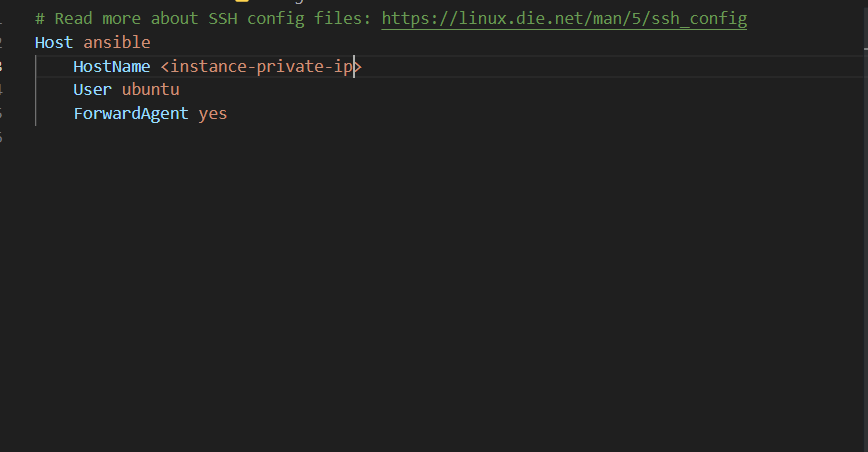 # Read more about SSH config files: https://linux.die.net/man/5/ssh_config
Host ansible
HostName <instance-private-ip>
User ubuntu
ForwardAgent yes